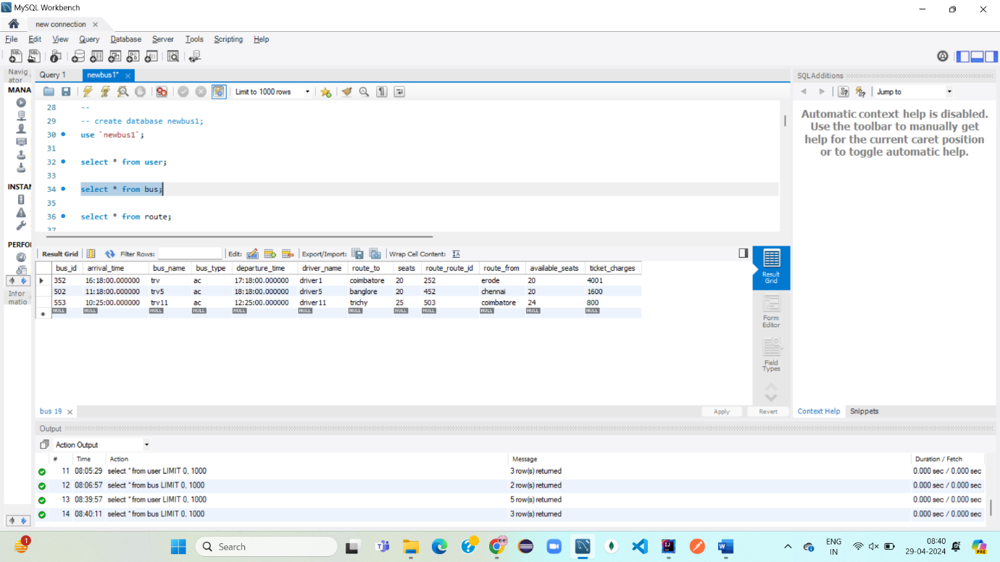 MySQL Workbench
new connection
File Edit View Query Database Server Tools Scripting Help
Navig
ator
MANA
INSTAN
PERFO
Infor
matio
Query 1
newbus1*
Limit to 1000 rows
28 --
29 -- create database newbus1;
30 use `newbus1`;
31
32 select * from user;
33
34 select * from bus;
35
36 select * from route;
37
Result Grid Filter Rows: Edit: Export/Import: Wrap Cell Content:
bus_id arrival_time bus_name bus_type departure_time driver_name route_to seats route_route_id route_from available_seats ticket_charges
352 16:18:00.000000 trv ac 17:18:00.000000 driver1 coimbatore 20 252 erode 20 4001
502 11:18:00.000000 trv5 ac 18:18:00.000000 driver5 banglore 20 452 chennai 20 1600
553 10:25:00.000000 trv11 ac 12:25:00.000000 driver11 trichy 25 503 coimbatore 24 800
NULL NULL NULL NULL NULL NULL NULL NULL NULL NULL NULL NULL
Result
Grid
Form
Editor
Field
Types
bus 19
Apply Revert
SQLAdditions
Jump to
Automatic context help is disabled.
Use the toolbar to manually get
help for the current caret position
or to toggle automatic help.
Context Help Snippets
Output
Action Output
# Time Action Message Duration / Fetch
11 08:05:29 select * from user LIMIT 0, 1000 3 row(s) returned 0.000 sec / 0.000 sec
12 08:06:57 select * from bus LIMIT 0, 1000 2 row(s) returned 0.000 sec / 0.000 sec
13 08:39:57 select * from user LIMIT 0, 1000 5 row(s) returned 0.000 sec / 0.000 sec
14 08:40:11 select * from bus LIMIT 0, 1000 3 row(s) returned 0.000 sec / 0.000 sec
1
Search
ENG
IN
08:40
29-04-2024
PRE